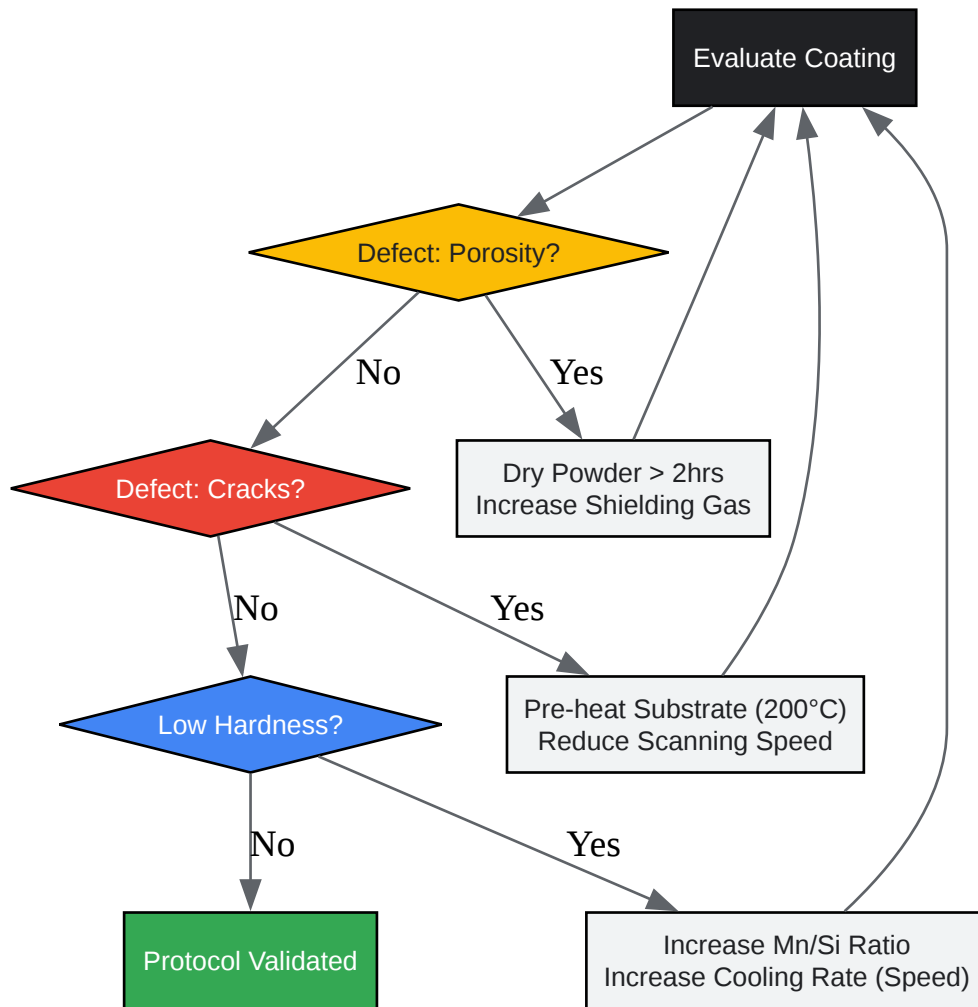 Evaluate Coating
Defect: Porosity?
No
Yes
Dry Powder > 2hrs
Increase Shielding Gas
Defect: Cracks?
No
Yes
Pre-heat Substrate (200°C)
Reduce Scanning Speed
Low Hardness?
No
Yes
Protocol Validated
Increase Mn/Si Ratio
Increase Cooling Rate (Speed)